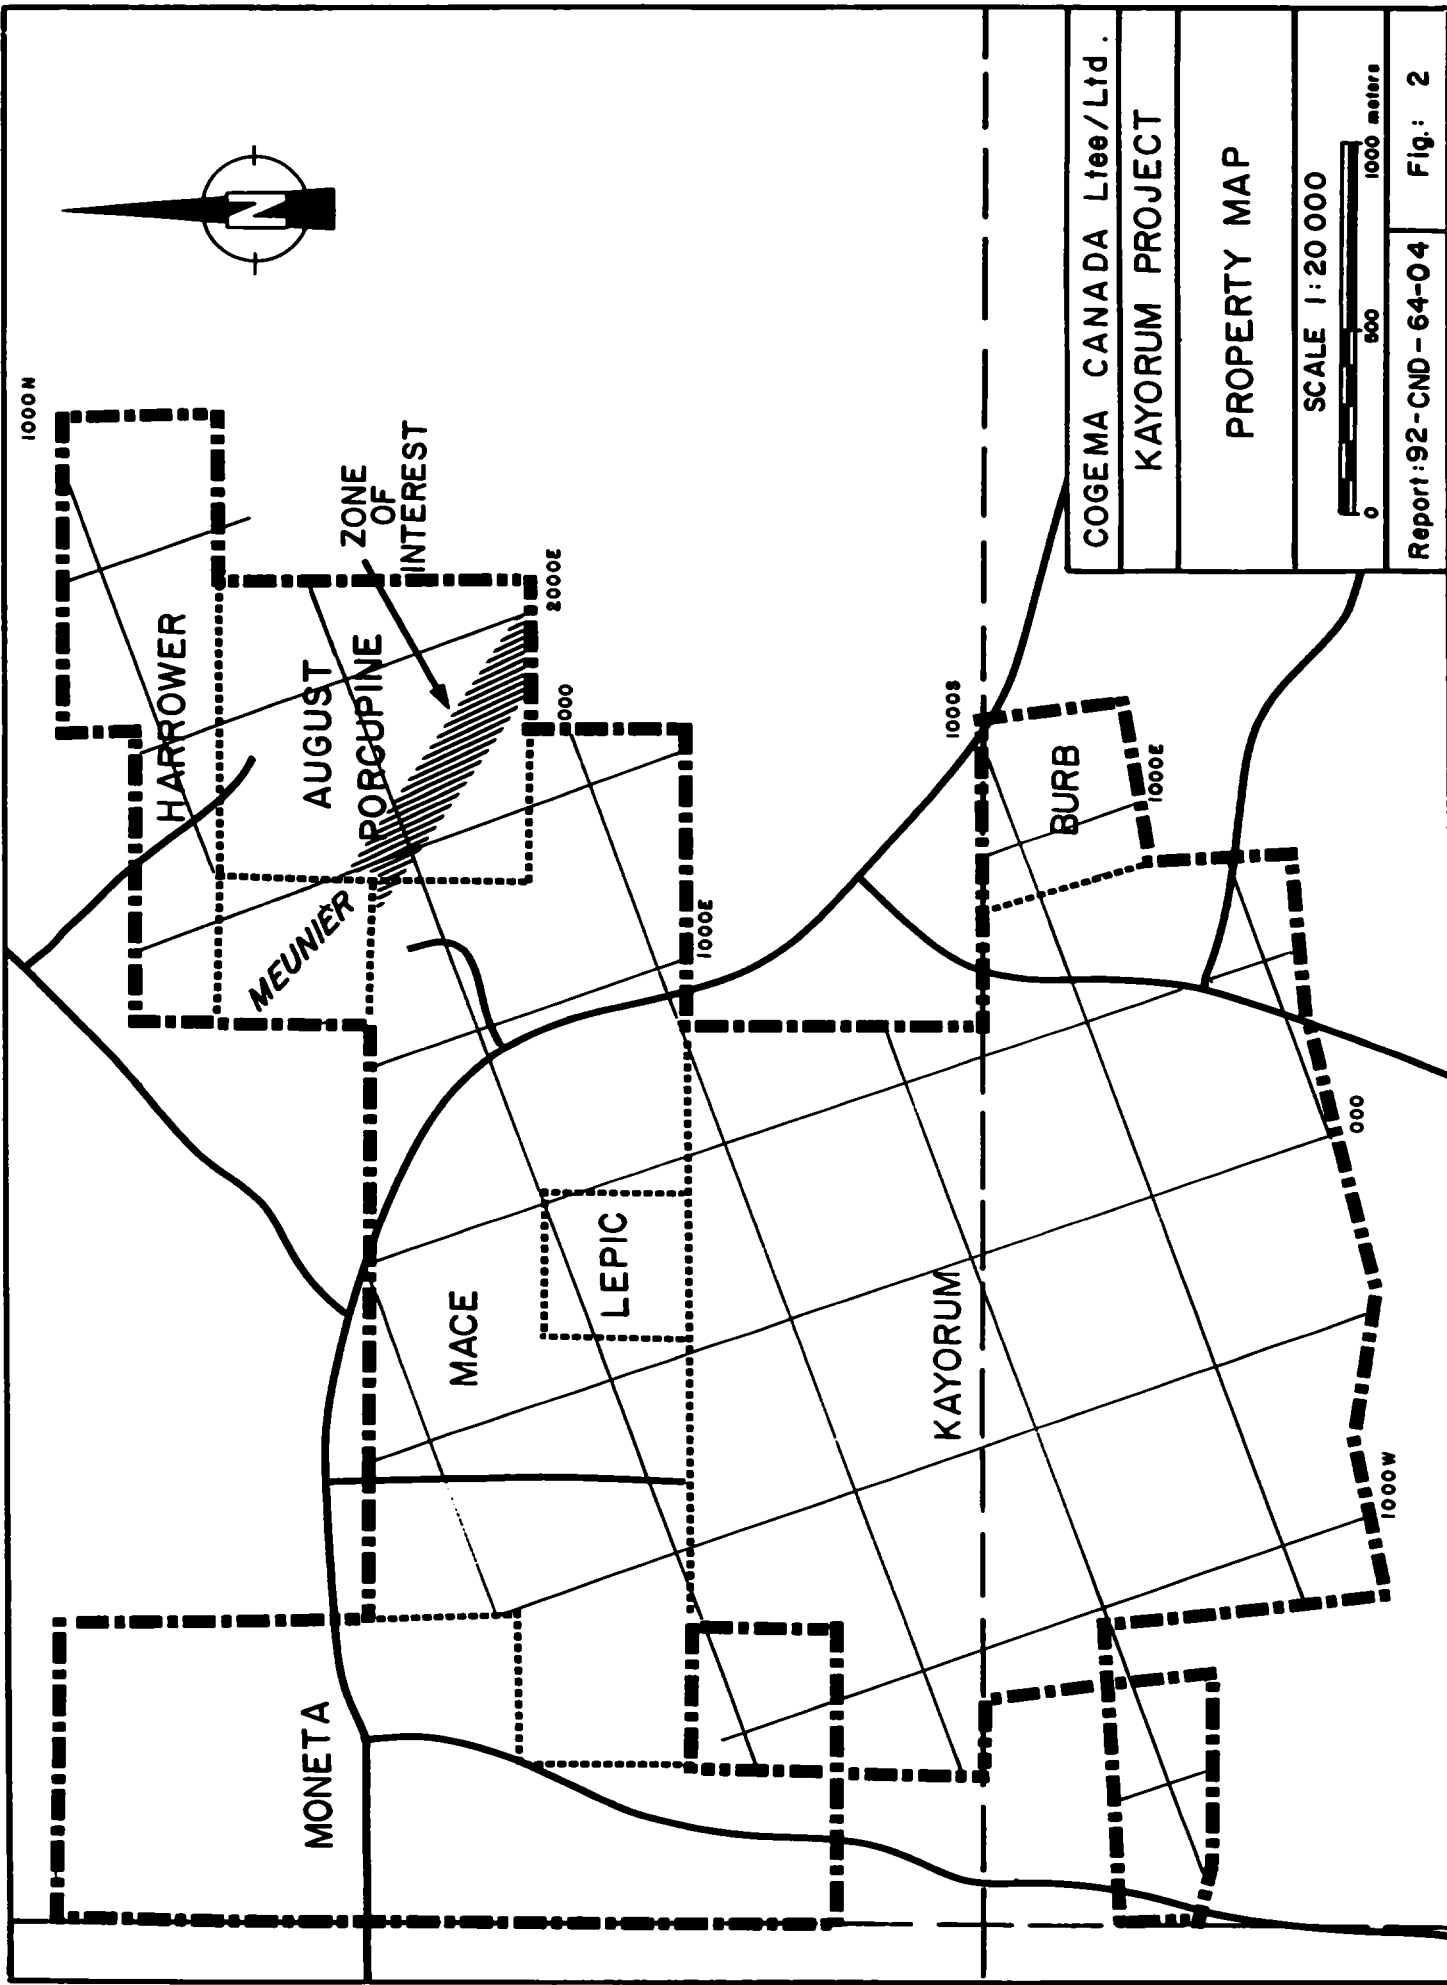 1000N
HARROWER
ZONE
OF
INTEREST
AUGUST
PORCUPINE
MEUNIER
2000E
000
1000E
MACE
LEPIC
MONETA
1000S
BURB
1000E
KAYORUM
000
1000W
N
COGEMA CANADA Ltee/Ltd.
KAYORUM PROJECT
PROPERTY MAP
SCALE 1:20 000
0 500 1000 meters
Report:92-CND-64-04 Fig.: 2